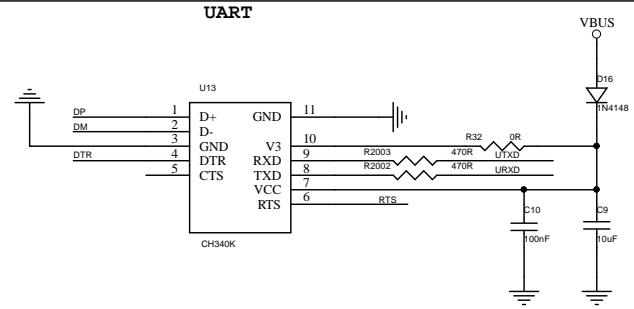 UART
VBUS
D16
1N4148
U13
DP 1 D+ GND 11
DM 2 D-
3 GND V3 10 R32 0R
DTR 4 DTR RXD 9 R2003 470R UTXD
5 CTS TXD 8 R2002 470R URXD
VCC 7
RTS 6 RTS
C10 C9
100nF 10uF
CH340K